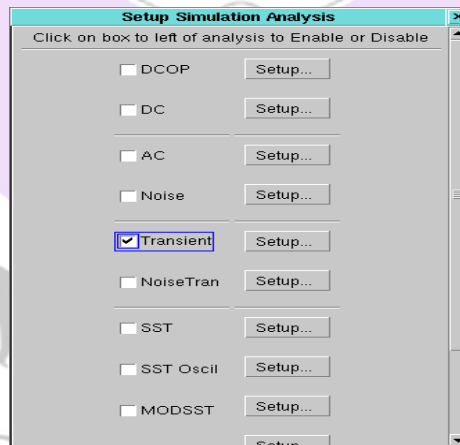 Setup Simulation Analysis
Click on box to left of analysis to Enable or Disable
DCOP Setup...
DC Setup...
AC Setup...
Noise Setup...
Transient Setup...
NoiseTran Setup...
SST Setup...
SST Oscil Setup...
MODSST Setup...
Setup...